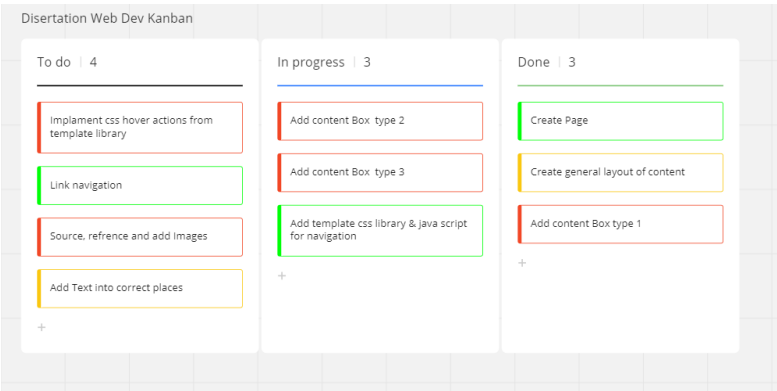 Disertation Web Dev Kanban
To do | 4
Implament css hover actions from
template library
Link navigation
Source, refrence and add Images
Add Text into correct places
+
In progress | 3
Add content Box type 2
Add content Box type 3
Add template css library & java script
for navigation
+
Done | 3
Create Page
Create general layout of content
Add content Box type 1
+